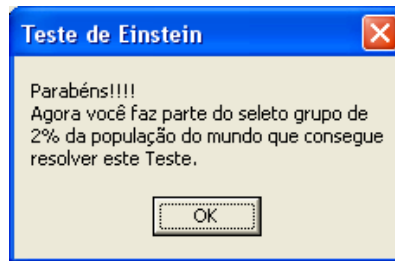 Teste de Einstein
Parabéns!!!!
Agora você faz parte do seleto grupo de
2% da população do mundo que consegue
resolver este Teste.
OK